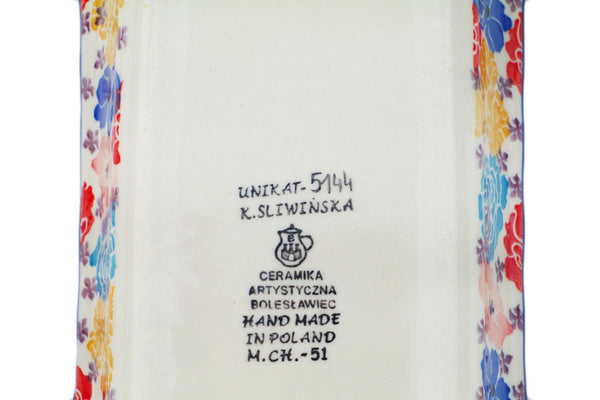 UNIKAT-5144
K.SLIWIŃSKA
B
CERAMIKA
ARTYSTYCZNA
BOLESŁAWIEC
HAND MADE
IN POLAND
M.CH.-51